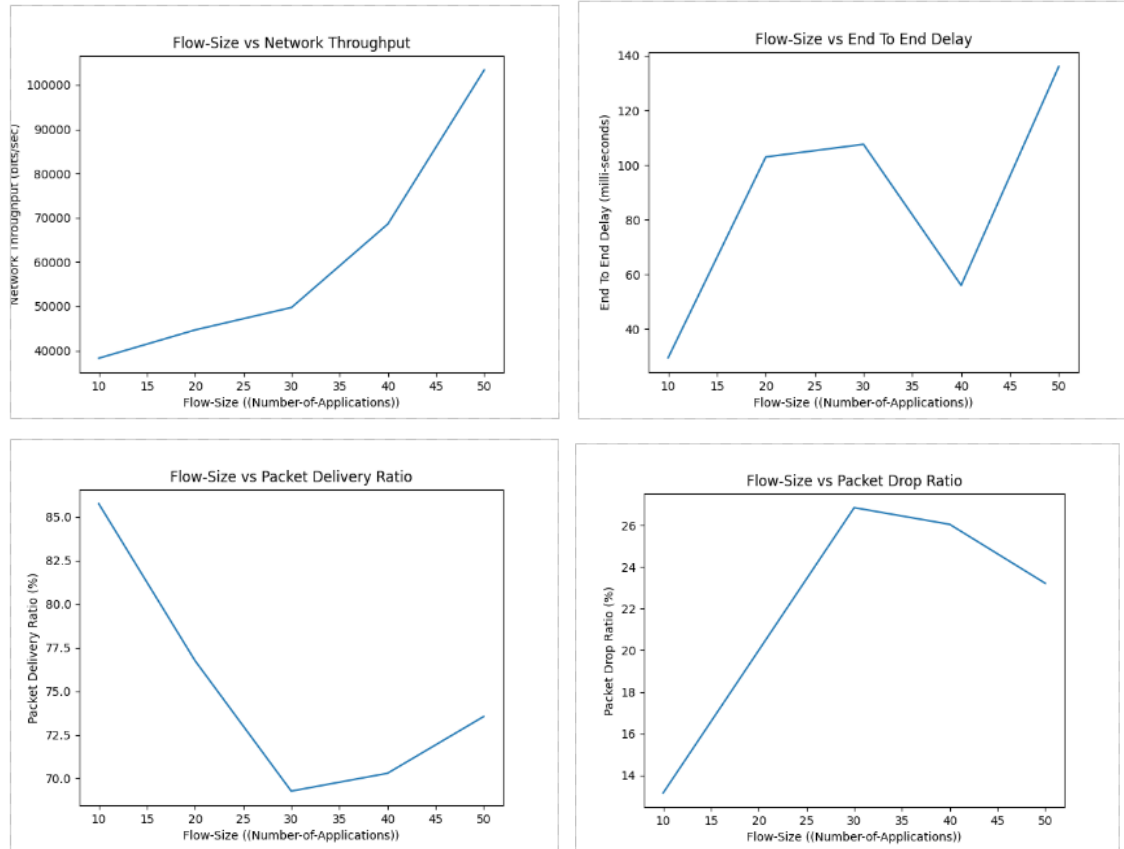 Flow-Size vs Network Throughput
Network Throughput (bits/sec)
100000
90000
80000
70000
60000
50000
40000
10 15 20 25 30 35 40 45 50
Flow-Size ((Number-of-Applications))
Flow-Size vs End To End Delay
End To End Delay (milli-seconds)
140
120
100
80
60
40
10 15 20 25 30 35 40 45 50
Flow-Size ((Number-of-Applications))
Flow-Size vs Packet Delivery Ratio
Packet Delivery Ratio (%)
85.0
82.5
80.0
77.5
75.0
72.5
70.0
10 15 20 25 30 35 40 45 50
Flow-Size ((Number-of-Applications))
Flow-Size vs Packet Drop Ratio
Packet Drop Ratio (%)
26
24
22
20
18
16
14
10 15 20 25 30 35 40 45 50
Flow-Size ((Number-of-Applications))